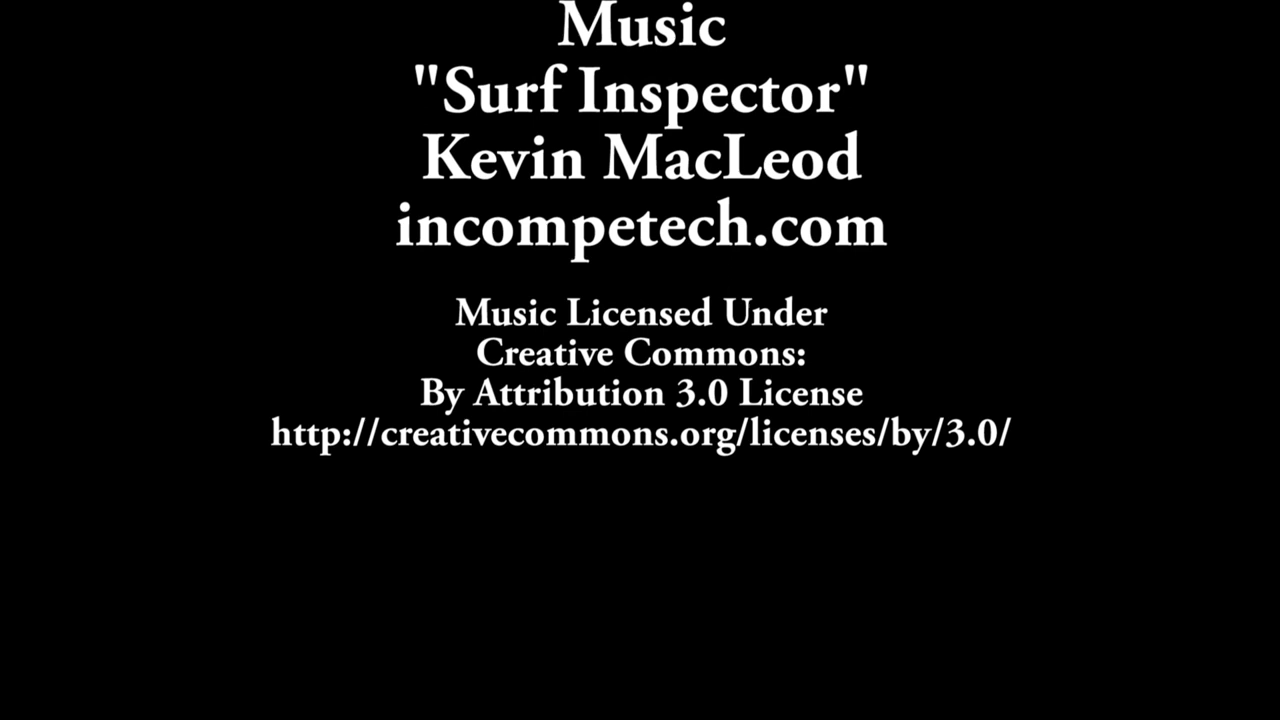 Music
"Surf Inspector"
Kevin MacLeod
incompetech.com
Music Licensed Under
Creative Commons:
By Attribution 3.0 License
http://creativecommons.org/licenses/by/3.0/